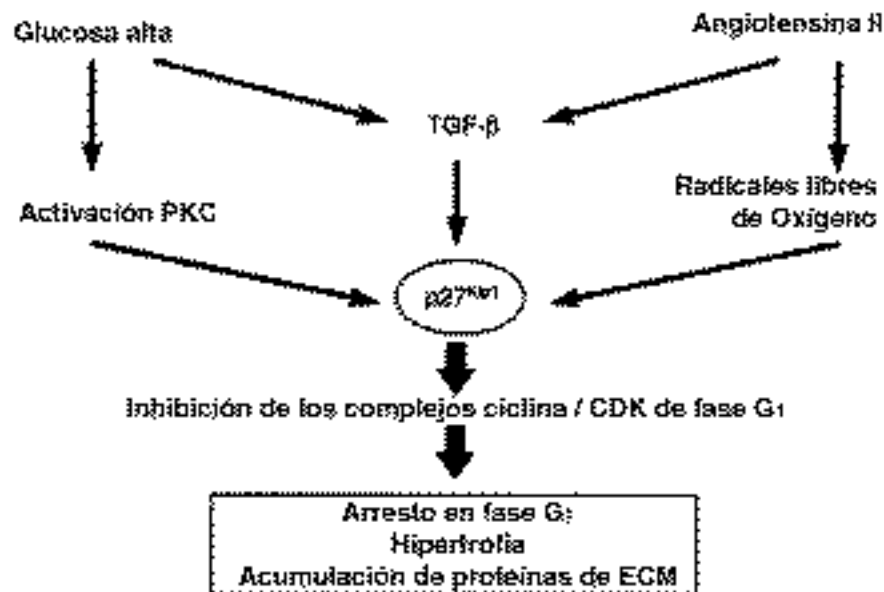 Glucosa alta
Angiotensina II
TGF-β
Activación PKC
Radicales libres
de Oxígeno
p27Kip1
Inhibición de los complejos ciclina / CDK de fase G1
Arresto en fase G1
Hipertrofia
Acumulación de proteínas de ECM